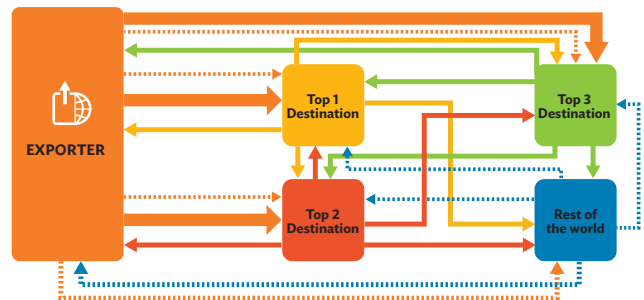 EXPORTER
Top 1
Destination
Top 3
Destination
Top 2
Destination
Rest of
the world